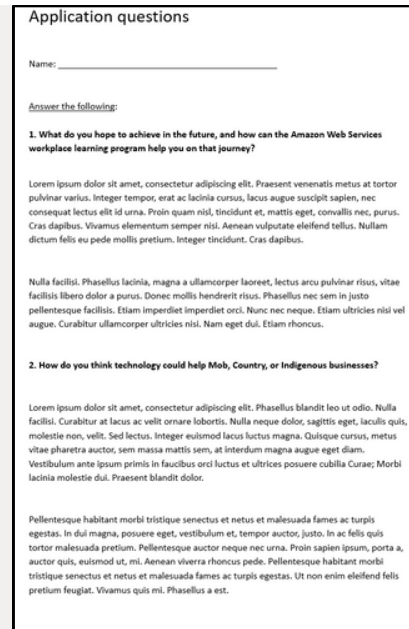 Application questions
Name: ________________________________________
Answer the following:
1. What do you hope to achieve in the future, and how can the Amazon Web Services
workplace learning program help you on that journey?
Lorem ipsum dolor sit amet, consectetur adipiscing elit. Praesent venenatis metus at tortor
pulvinar varius. Integer tempor, erat ac lacinia cursus, lacus augue suscipit sapien, nec
consequat lectus elit id urna. Proin quam nisl, tincidunt et, mattis eget, convallis nec, purus.
Cras dapibus. Vivamus elementum semper nisi. Aenean vulputate eleifend tellus. Nullam
dictum felis eu pede mollis pretium. Integer tincidunt. Cras dapibus.
Nulla facilisi. Phasellus lacinia, magna a ullamcorper laoreet, lectus arcu pulvinar risus, vitae
facilisis libero dolor a purus. Donec mollis hendrerit risus. Phasellus nec sem in justo
pellentesque facilisis. Etiam imperdiet imperdiet orci. Nunc nec neque. Etiam ultricies nisi vel
augue. Curabitur ullamcorper ultricies nisi. Nam eget dui. Etiam rhoncus.
2. How do you think technology could help Mob, Country, or Indigenous businesses?
Lorem ipsum dolor sit amet, consectetur adipiscing elit. Phasellus blandit leo ut odio. Nulla
facilisi. Curabitur at lacus ac velit ornare lobortis. Nulla neque dolor, sagittis eget, iaculis quis,
molestie non, velit. Sed lectus. Integer euismod lacus luctus magna. Quisque cursus, metus
vitae pharetra auctor, sem massa mattis sem, at interdum magna augue eget diam.
Vestibulum ante ipsum primis in faucibus orci luctus et ultrices posuere cubilia Curae; Morbi
lacinia molestie dui. Praesent blandit dolor.
Pellentesque habitant morbi tristique senectus et netus et malesuada fames ac turpis
egestas. In dui magna, posuere eget, vestibulum et, tempor auctor, justo. In ac felis quis
tortor malesuada pretium. Pellentesque auctor neque nec urna. Proin sapien ipsum, porta a,
auctor quis, euismod ut, mi. Aenean viverra rhoncus pede. Pellentesque habitant morbi
tristique senectus et netus et malesuada fames ac turpis egestas. Ut non enim eleifend felis
pretium feugiat. Vivamus quis mi. Phasellus a est.